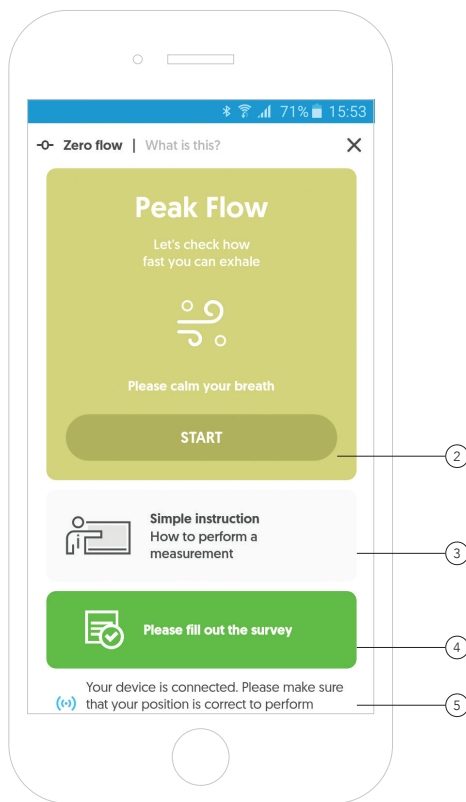 71% 15:53
-0- Zero flow | What is this?
Peak Flow
Let's check how
fast you can exhale
Please calm your breath
START
2
Simple instruction
How to perform a
measurement
3
Please fill out the survey
4
Your device is connected. Please make sure
that your position is correct to perform
5